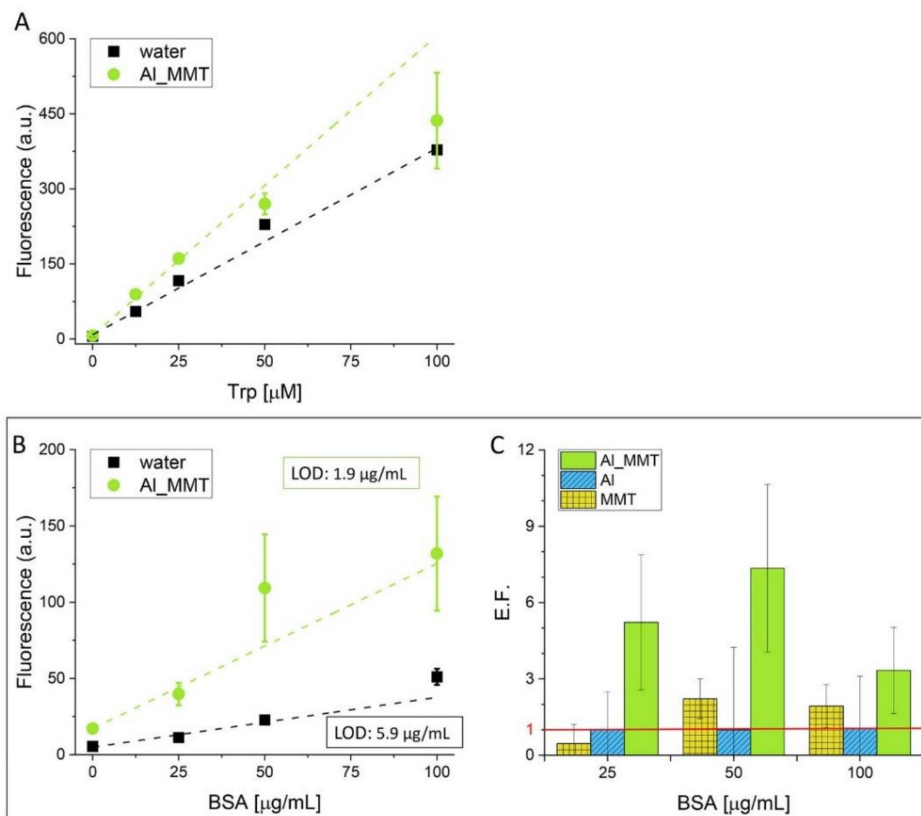 A
water
Al_MMT
Fluorescence (a.u.)
600
450
300
150
0
0 25 50 75 100
Trp [µM]
B
water
Al_MMT
LOD: 1.9 µg/mL
LOD: 5.9 µg/mL
Fluorescence (a.u.)
200
150
100
50
0
0 25 50 75 100
BSA [µg/mL]
C
Al_MMT
Al
MMT
E.F.
12
9
6
3
1
0
25 50 100
BSA [µg/mL]